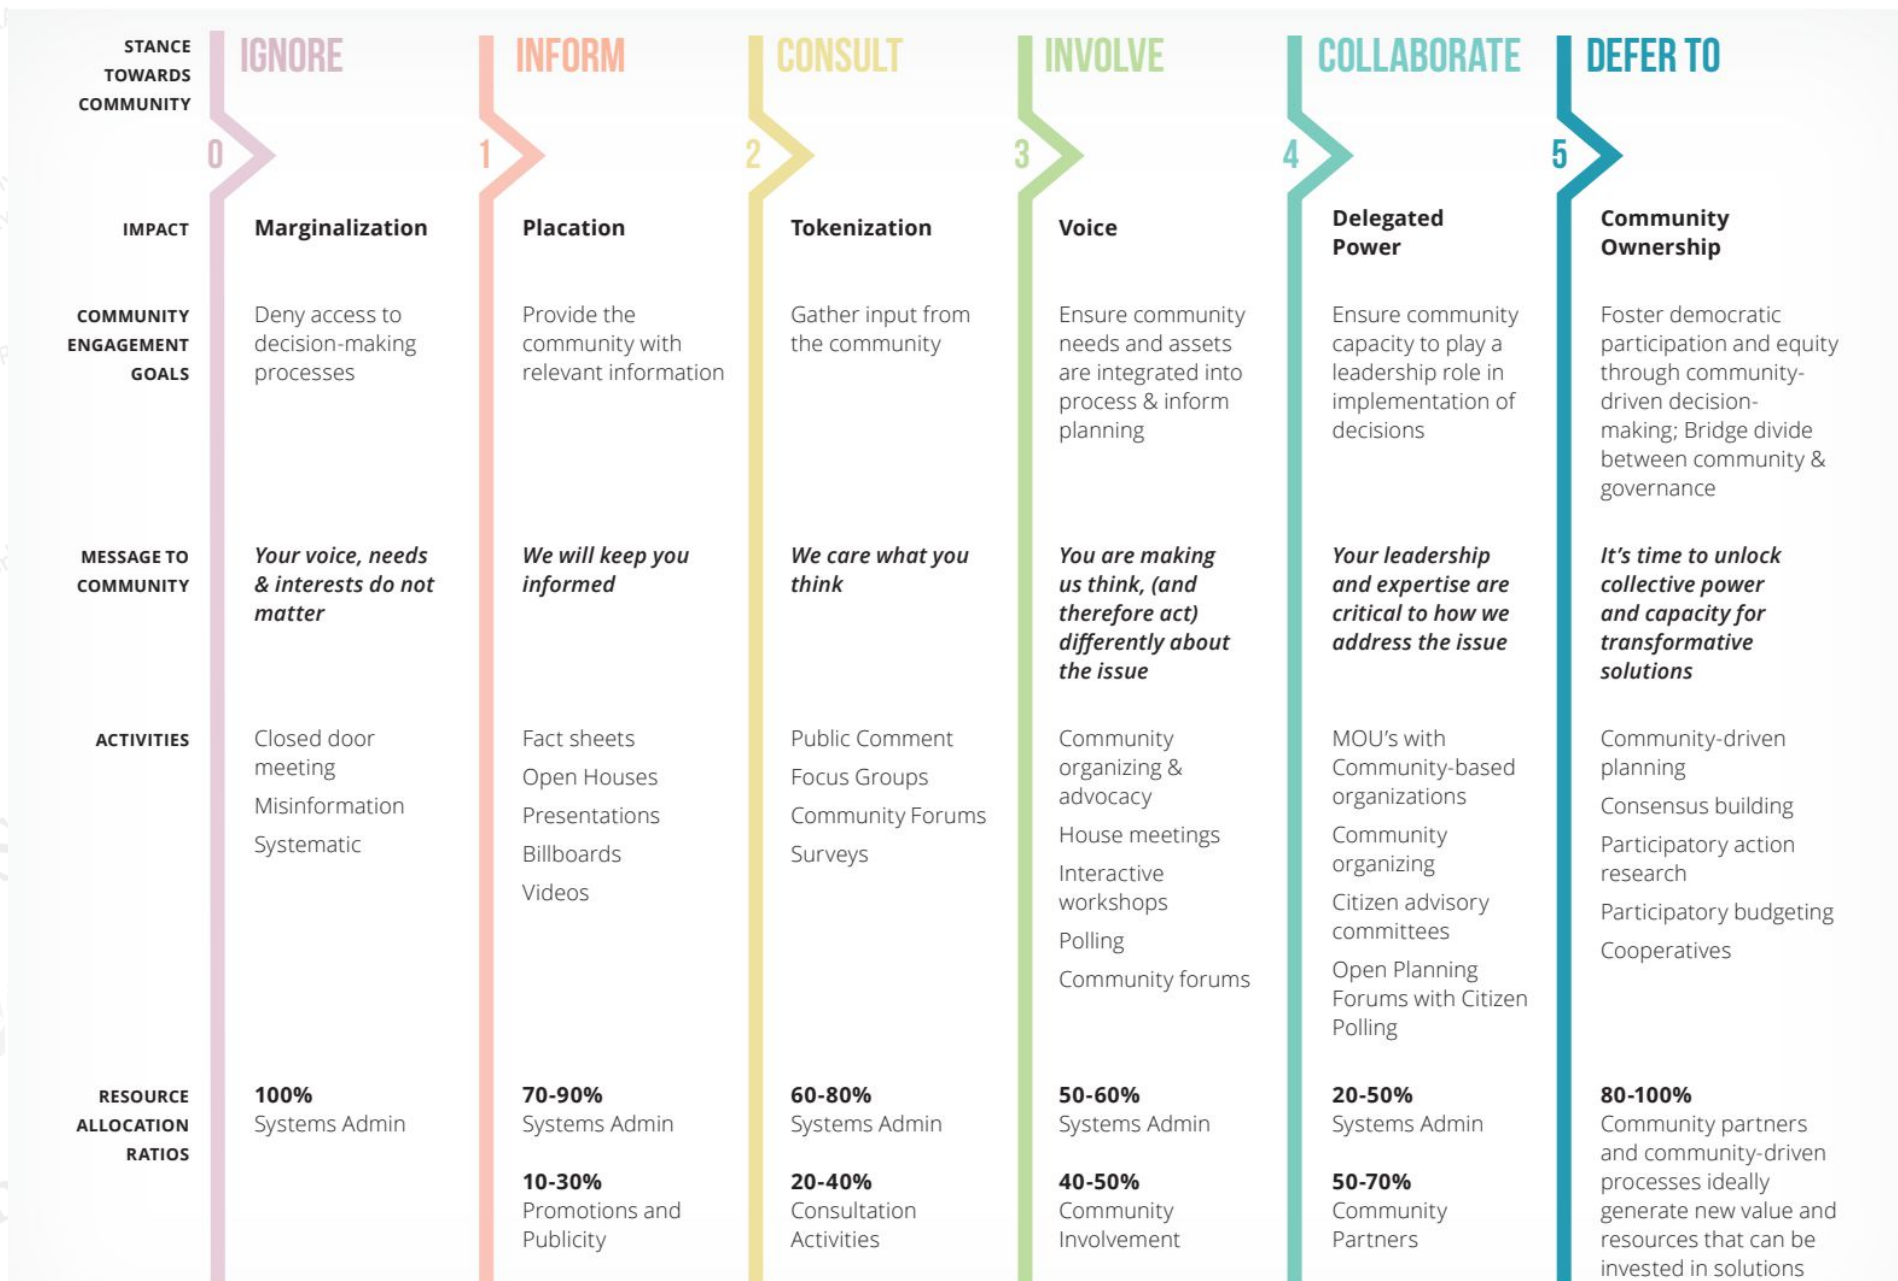 STANCE
TOWARDS
COMMUNITY
IGNORE
INFORM
CONSULT
INVOLVE
COLLABORATE
DEFER TO
0
1
2
3
4
5
IMPACT
Marginalization
Placation
Tokenization
Voice
Delegated
Power
Community
Ownership
COMMUNITY
ENGAGEMENT
GOALS
Deny access to
decision-making
processes
Provide the
community with
relevant information
Gather input from
the community
Ensure community
needs and assets
are integrated into
process & inform
planning
Ensure community
capacity to play a
leadership role in
implementation of
decisions
Foster democratic
participation and equity
through community-
driven decision-
making; Bridge divide
between community &
governance
MESSAGE TO
COMMUNITY
Your voice, needs
& interests do not
matter
We will keep you
informed
We care what you
think
You are making
us think, (and
therefore act)
differently about
the issue
Your leadership
and expertise are
critical to how we
address the issue
It's time to unlock
collective power
and capacity for
transformative
solutions
ACTIVITIES
Closed door
meeting
Misinformation
Systematic
Fact sheets
Open Houses
Presentations
Billboards
Videos
Public Comment
Focus Groups
Community Forums
Surveys
Community
organizing &
advocacy
House meetings
Interactive
workshops
Polling
Community forums
MOU's with
Community-based
organizations
Community
organizing
Citizen advisory
committees
Open Planning
Forums with Citizen
Polling
Community-driven
planning
Consensus building
Participatory action
research
Participatory budgeting
Cooperatives
RESOURCE
ALLOCATION
RATIOS
100%
Systems Admin
70-90%
Systems Admin
10-30%
Promotions and
Publicity
60-80%
Systems Admin
20-40%
Consultation
Activities
50-60%
Systems Admin
40-50%
Community
Involvement
20-50%
Systems Admin
50-70%
Community
Partners
80-100%
Community partners
and community-driven
processes ideally
generate new value and
resources that can be
invested in solutions